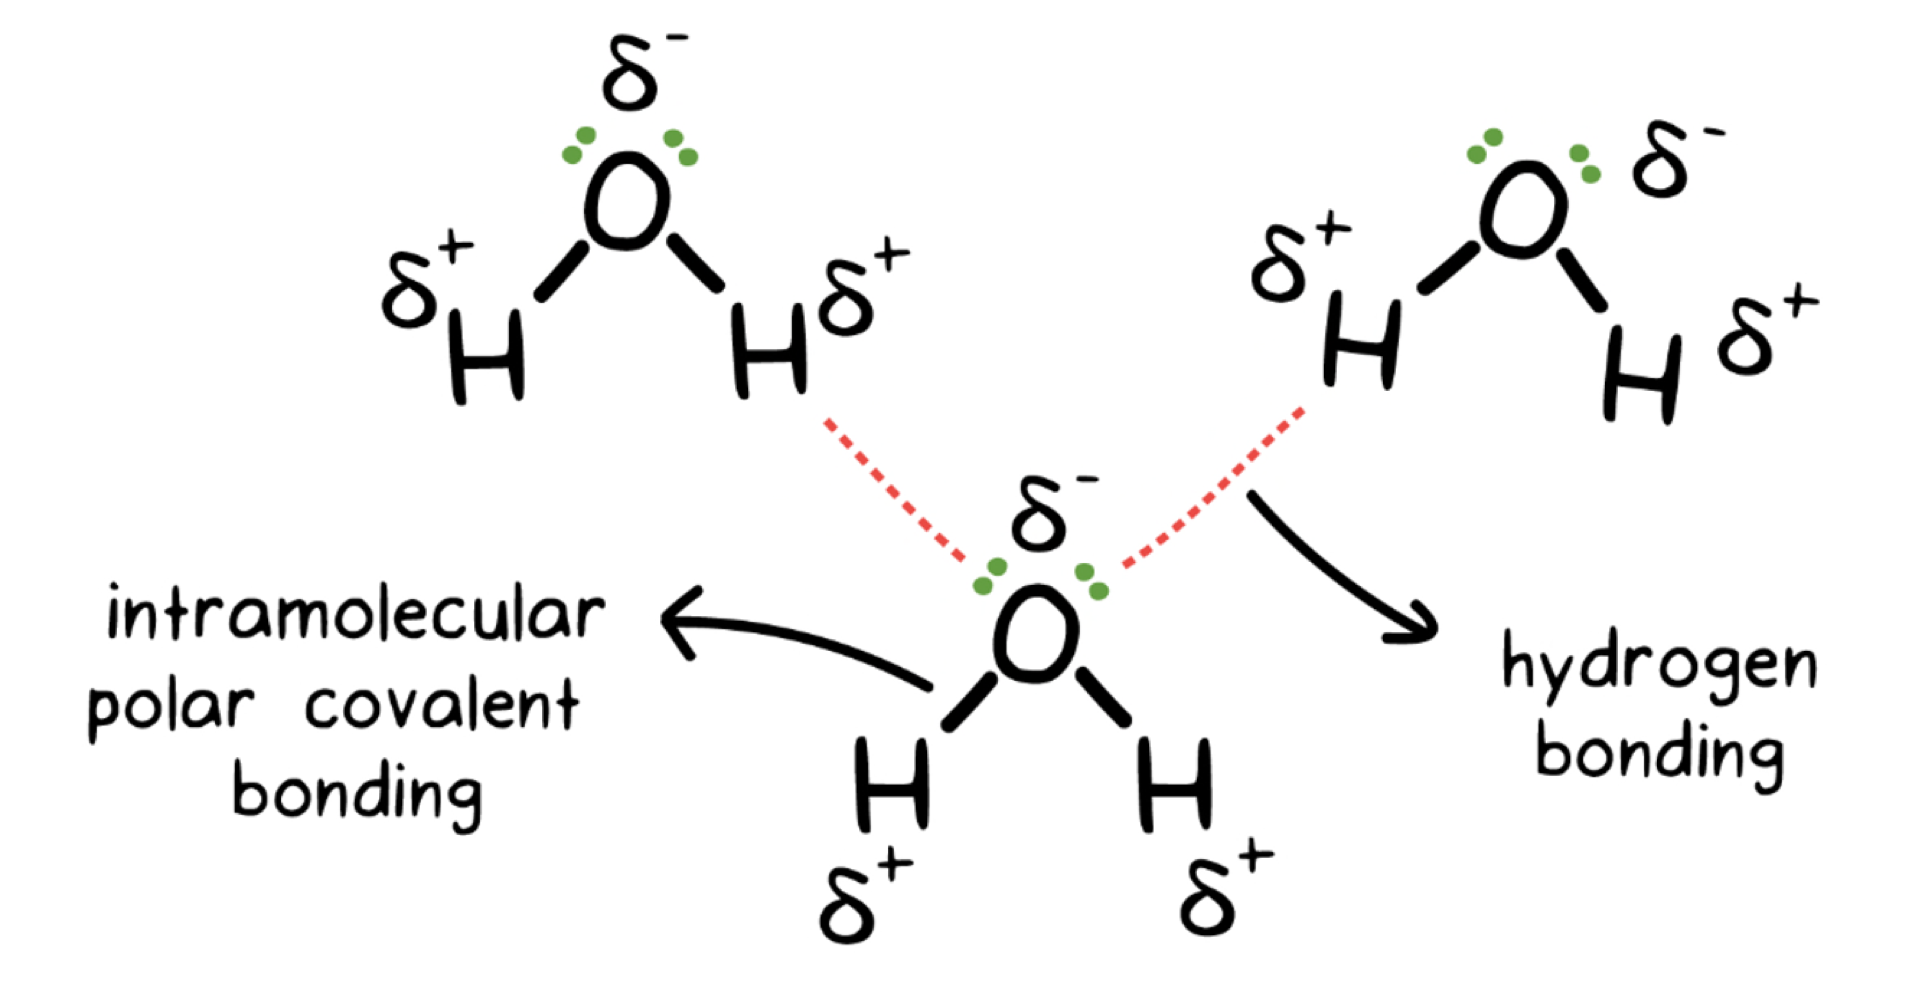 δ⁻
O
δ⁺
H
H
δ⁺
δ⁻
O
δ⁺
H
H
δ⁺
δ⁻
O
H
H
δ⁺
δ⁺
intramolecular
polar covalent
bonding
hydrogen
bonding